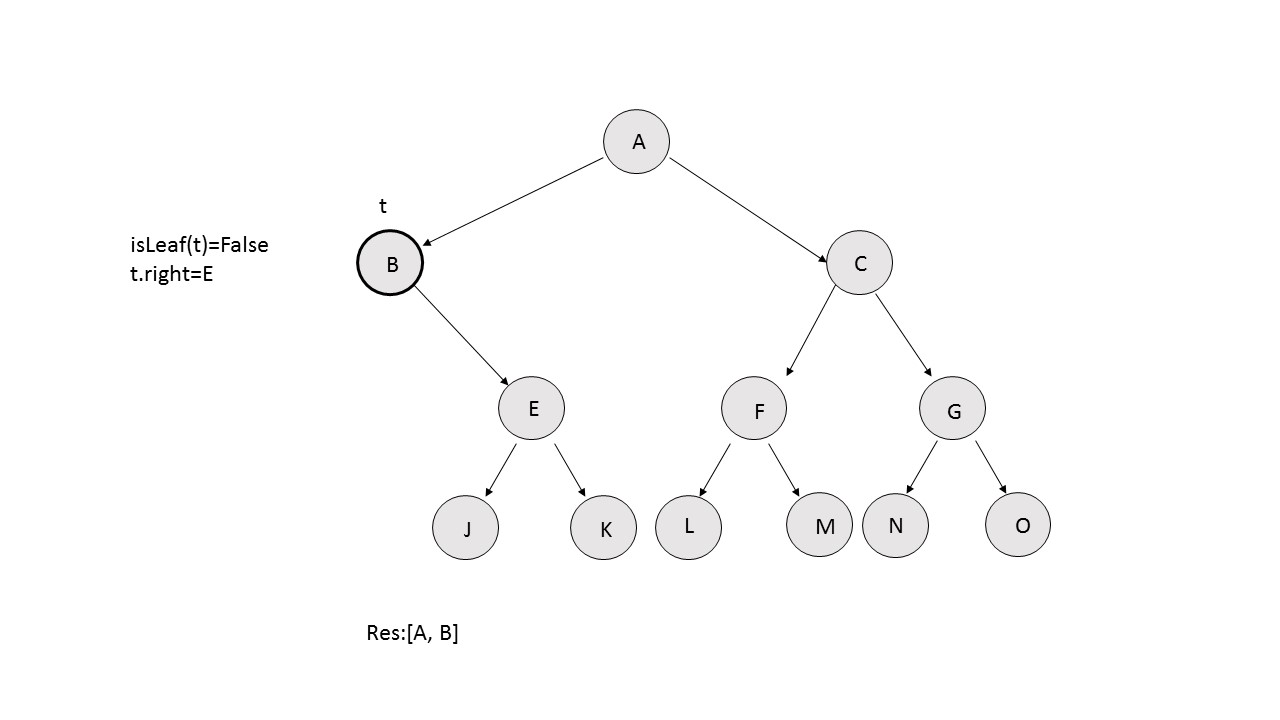 A
t
isLeaf(t)=False
t.right=E
B
C
E
F
G
J
K
L
M
N
O
Res:[A, B]